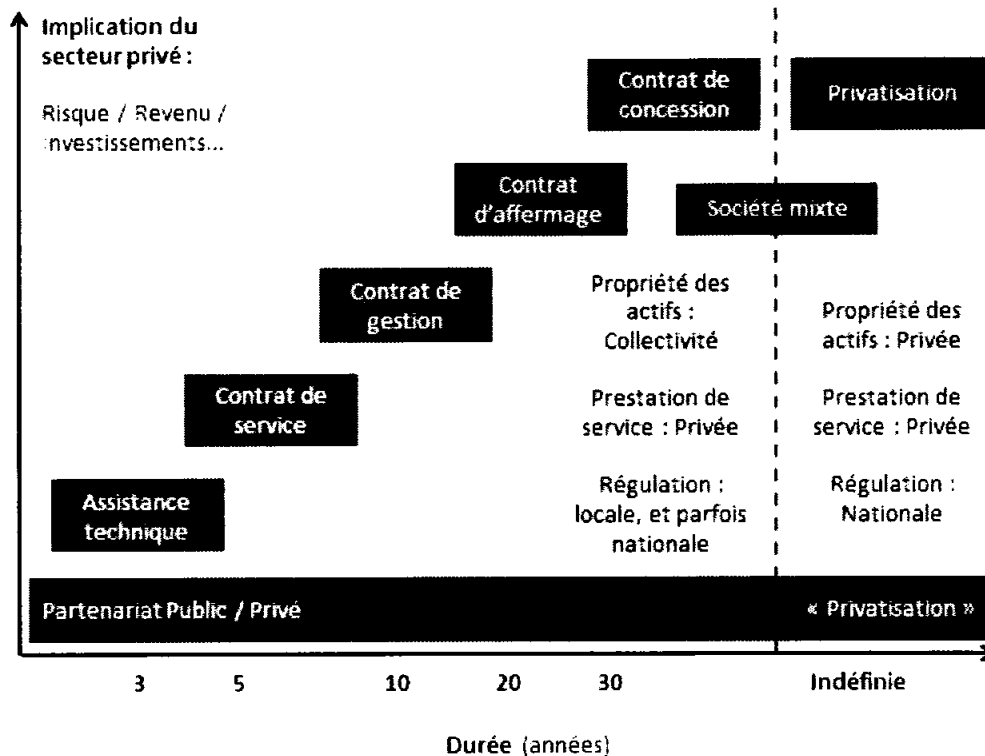 Implication du
secteur privé :
Risque / Revenu /
investissements...
Contrat de
concession
Privatisation
Contrat
d'affermage
Société mixte
Contrat de
gestion
Propriété des
actifs :
Collectivité
Propriété des
actifs : Privée
Contrat de
service
Prestation de
service : Privée
Prestation de
service : Privée
Assistance
technique
Régulation :
locale, et parfois
nationale
Régulation :
Nationale
Partenariat Public / Privé
« Privatisation »
3
5
10
20
30
Indéfinie
Durée (années)